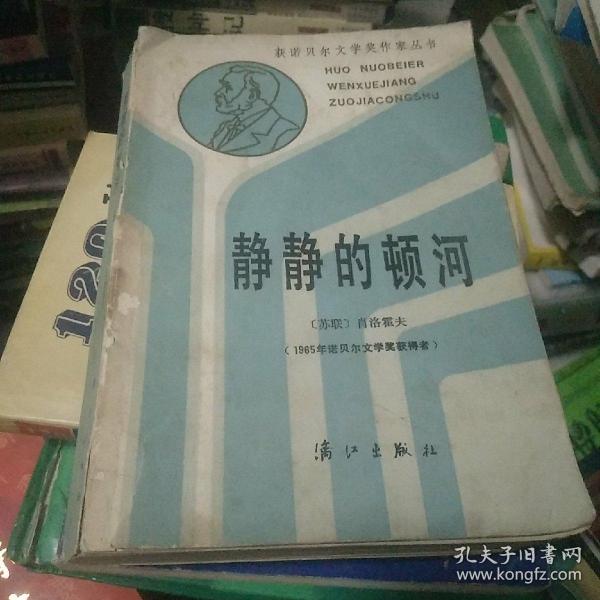 获诺贝尔文学奖作家丛书
HUO NUOBEIER
WENXUEJIANG
ZUOJIACONGSHU
静静的顿河
〔苏联〕肖洛霍夫
（1965年诺贝尔文学奖获得者）
漓江出版社
120
孔夫子旧书网
www.kongfz.com